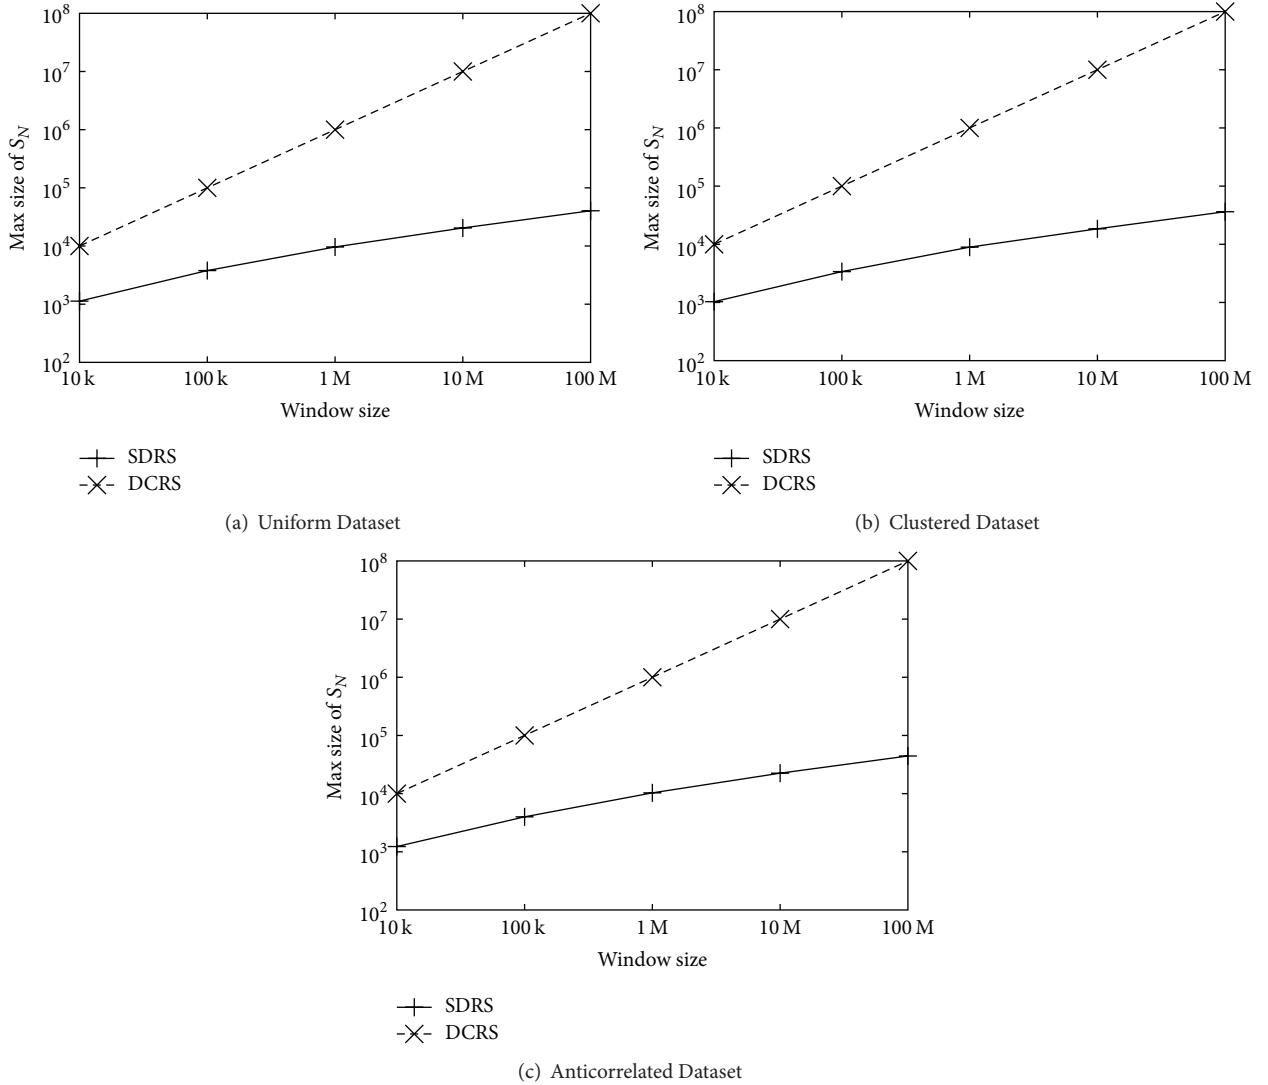 Max size of S_N
10^8
10^7
10^6
10^5
10^4
10^3
10^2
10 k 100 k 1 M 10 M 100 M
Window size
SDRS
DCRS
(a) Uniform Dataset
Max size of S_N
10^8
10^7
10^6
10^5
10^4
10^3
10^2
10 k 100 k 1 M 10 M 100 M
Window size
SDRS
DCRS
(b) Clustered Dataset
Max size of S_N
10^8
10^7
10^6
10^5
10^4
10^3
10^2
10 k 100 k 1 M 10 M 100 M
Window size
SDRS
DCRS
(c) Anticorrelated Dataset